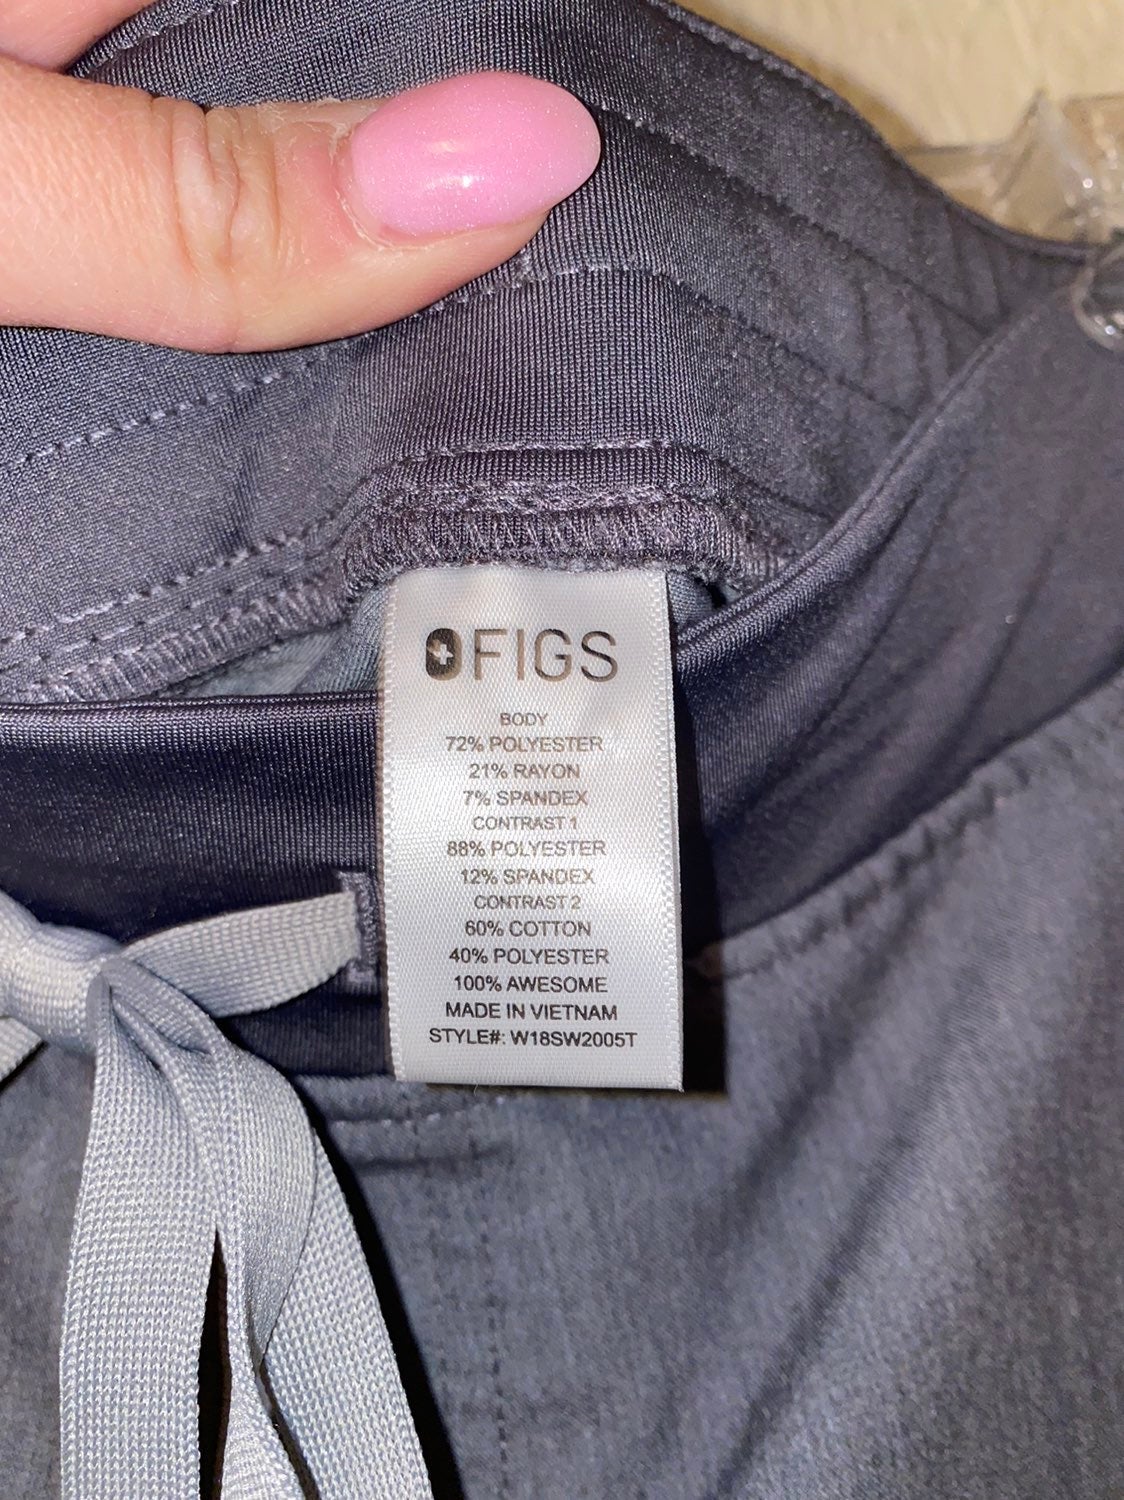 FIGS
BODY
72% POLYESTER
21% RAYON
7% SPANDEX
CONTRAST 1
88% POLYESTER
12% SPANDEX
CONTRAST 2
60% COTTON
40% POLYESTER
100% AWESOME
MADE IN VIETNAM
STYLE#: W18SW2005T